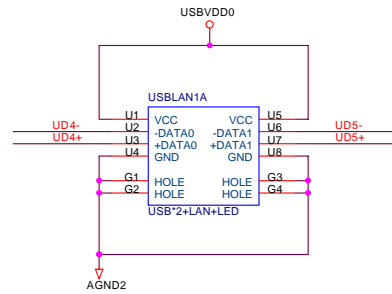 USBVDD0
USBLAN1A
U1 VCC VCC U5
UD4- U2 -DATA0 -DATA1 U6 UD5-
UD4+ U3 +DATA0 +DATA1 U7 UD5+
U4 GND GND U8
G1 HOLE HOLE G3
G2 HOLE HOLE G4
USB*2+LAN+LED
AGND2